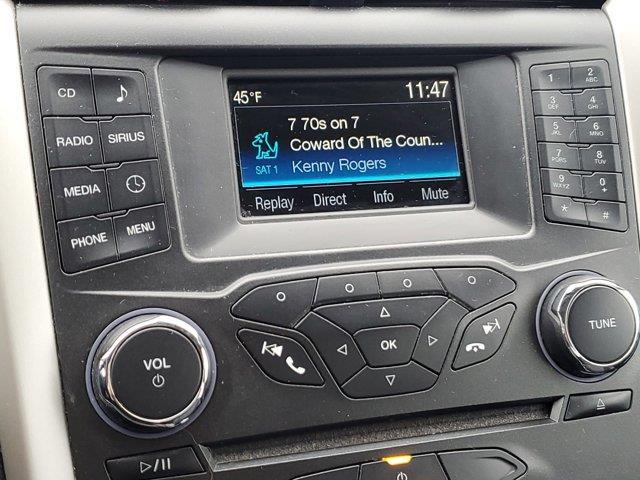 45°F 11:47
7 70s on 7
Coward Of The Coun...
SAT 1 Kenny Rogers
Replay Direct Info Mute
CD
RADIO SIRIUS
MEDIA
PHONE MENU
1 2 ABC
3 DEF 4 GHI
5 JKL 6 MNO
7 PQRS 8 TUV
9 WXYZ 0 +
* #
OK
VOL
TUNE